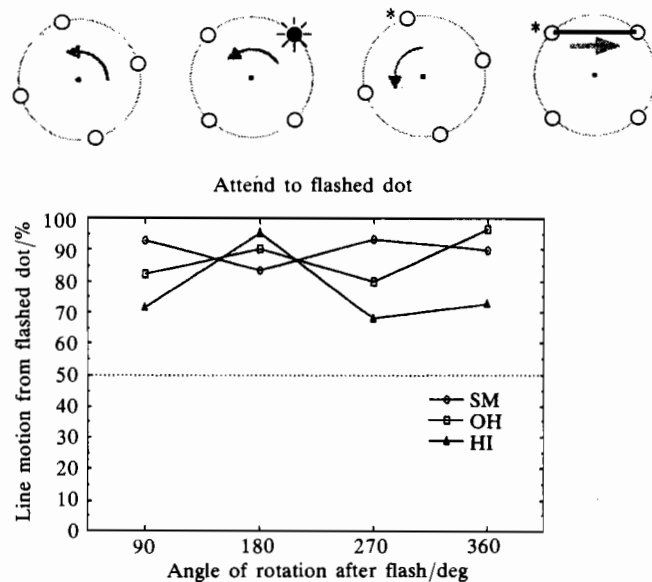 *
*
Attend to flashed dot
Line motion from flashed dot/%
100
90
80
70
60
50
40
30
20
10
0
SM
OH
HI
90 180 270 360
Angle of rotation after flash/deg